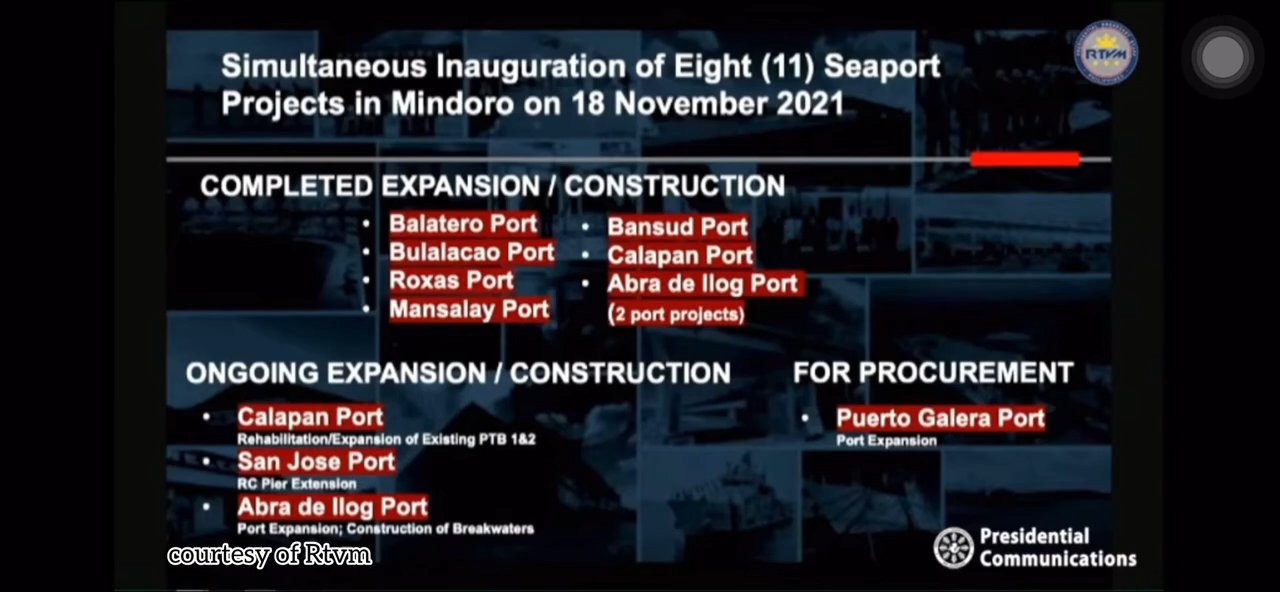 Simultaneous Inauguration of Eight (11) Seaport
Projects in Mindoro on 18 November 2021
RTVM
COMPLETED EXPANSION / CONSTRUCTION
• Balatero Port
• Bulalacao Port
• Roxas Port
• Mansalay Port
• Bansud Port
• Calapan Port
• Abra de Ilog Port
(2 port projects)
ONGOING EXPANSION / CONSTRUCTION
• Calapan Port
Rehabilitation/Expansion of Existing PTB 1&2
• San Jose Port
RC Pier Extension
• Abra de Ilog Port
Port Expansion; Construction of Breakwaters
FOR PROCUREMENT
• Puerto Galera Port
Port Expansion
courtesy of Rtvm
Presidential
Communications